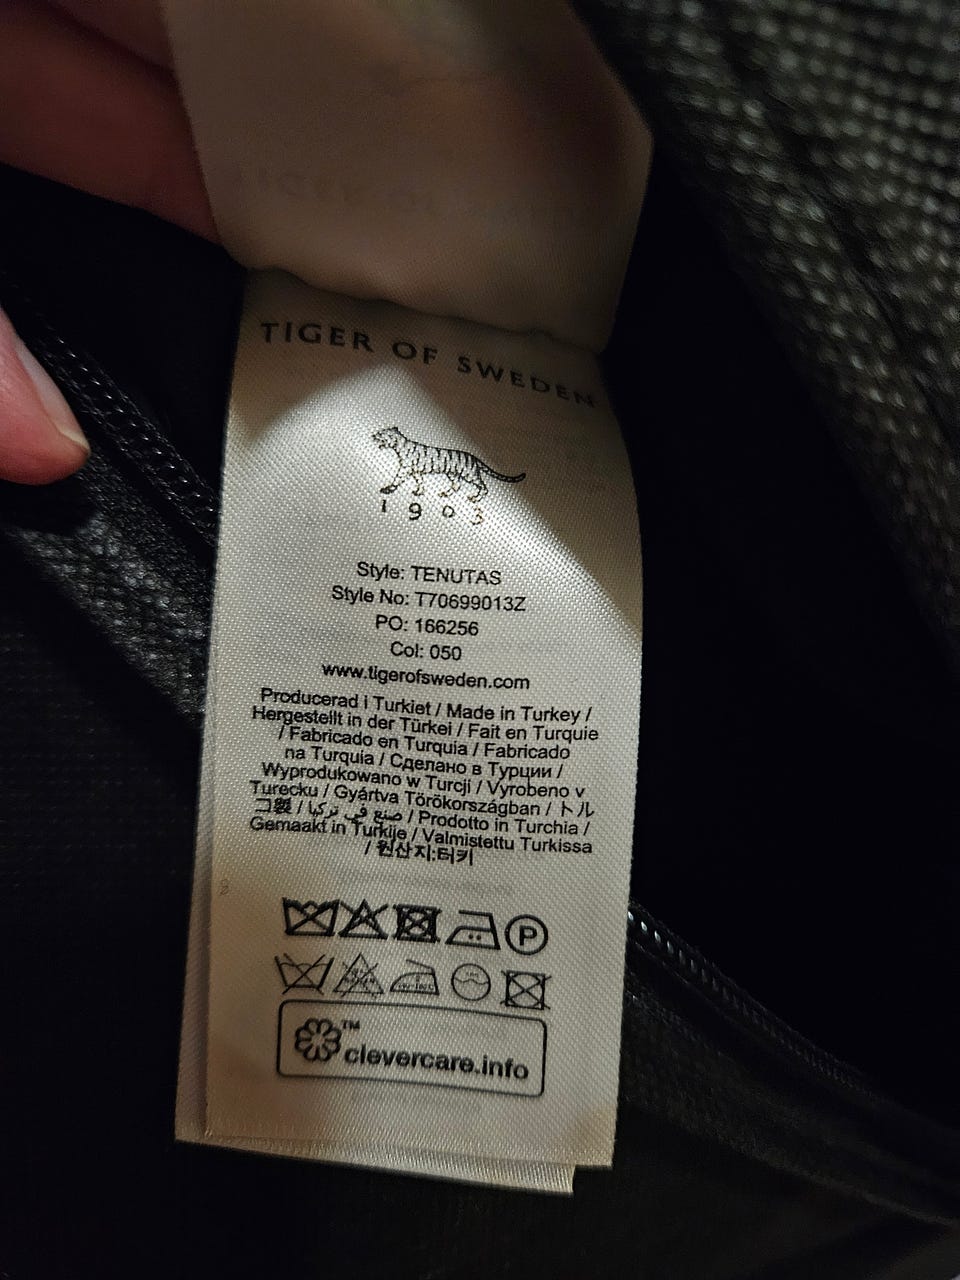 TIGER OF SWEDEN
1903
Style: TENUTAS
Style No: T70699013Z
PO: 166256
Col: 050
www.tigerofsweden.com
Producerad i Turkiet / Made in Turkey /
Hergestellt in der Türkei / Fait en Turquie
/ Fabricado en Turquia / Fabricado
na Turquia / Сделано в Турции /
Wyprodukowano w Turcji / Vyrobeno v
Turecku / Gyártva Törökországban / トル
コ製 / صنع في تركيا / Prodotto in Turchia /
Gemaakt in Turkije / Valmistettu Turkissa
/ 원산지:터키
P
TM
clevercare.info